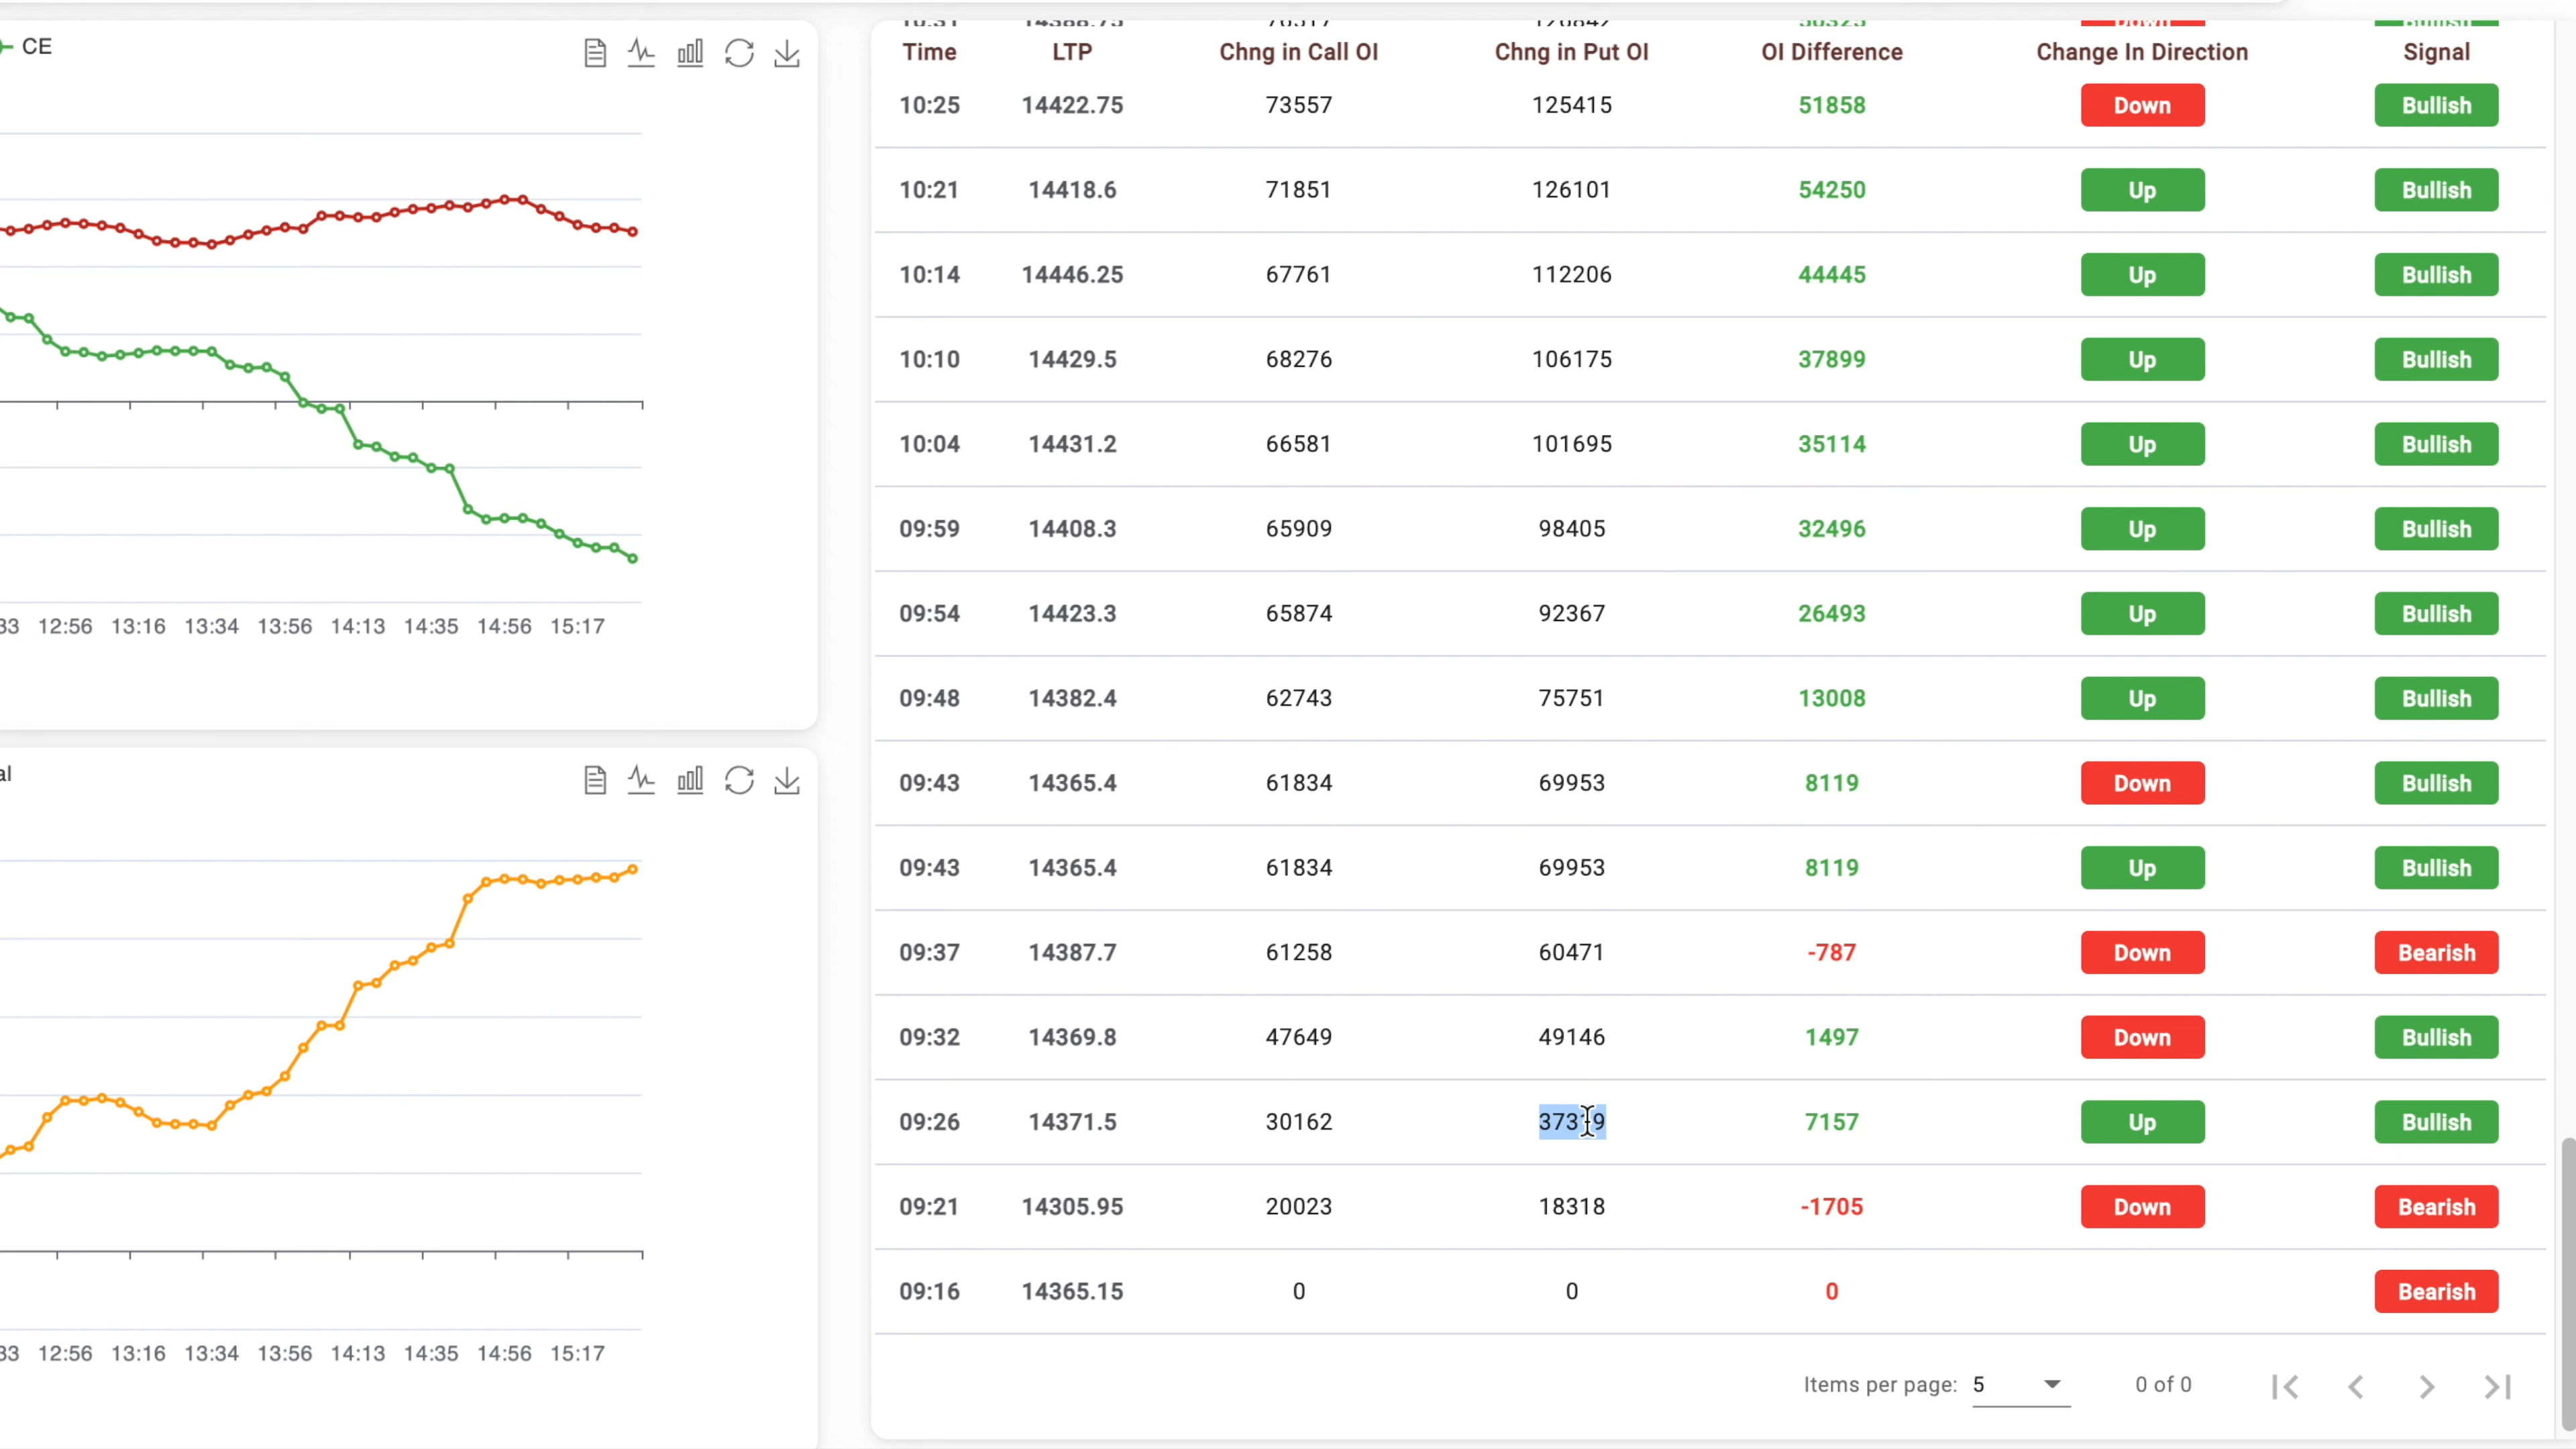 CE
33 12:56 13:16 13:34 13:56 14:13 14:35 14:56 15:17
al
33 12:56 13:16 13:34 13:56 14:13 14:35 14:56 15:17
Time LTP Chng in Call OI Chng in Put OI OI Difference Change In Direction Signal
10:25 14422.75 73557 125415 51858 Down Bullish
10:21 14418.6 71851 126101 54250 Up Bullish
10:14 14446.25 67761 112206 44445 Up Bullish
10:10 14429.5 68276 106175 37899 Up Bullish
10:04 14431.2 66581 101695 35114 Up Bullish
09:59 14408.3 65909 98405 32496 Up Bullish
09:54 14423.3 65874 92367 26493 Up Bullish
09:48 14382.4 62743 75751 13008 Up Bullish
09:43 14365.4 61834 69953 8119 Down Bullish
09:43 14365.4 61834 69953 8119 Up Bullish
09:37 14387.7 61258 60471 -787 Down Bearish
09:32 14369.8 47649 49146 1497 Down Bullish
09:26 14371.5 30162 37319 7157 Up Bullish
09:21 14305.95 20023 18318 -1705 Down Bearish
09:16 14365.15 0 0 0 Bearish
Items per page: 5 0 of 0